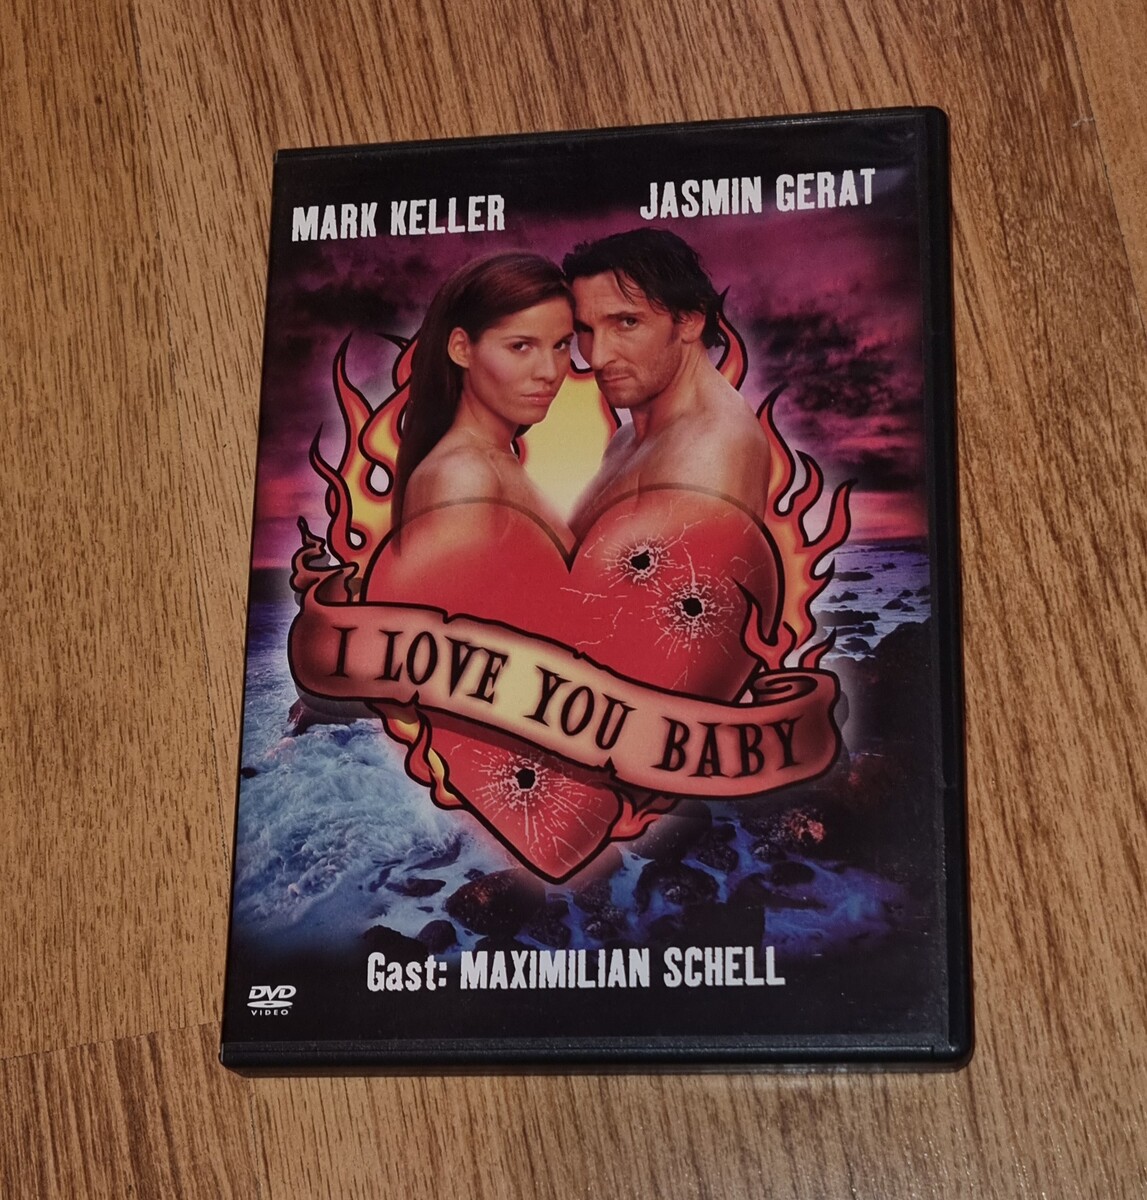 MARK KELLER
JASMIN GERAT
I LOVE YOU BABY
Gast: MAXIMILIAN SCHELL
DVD
VIDEO